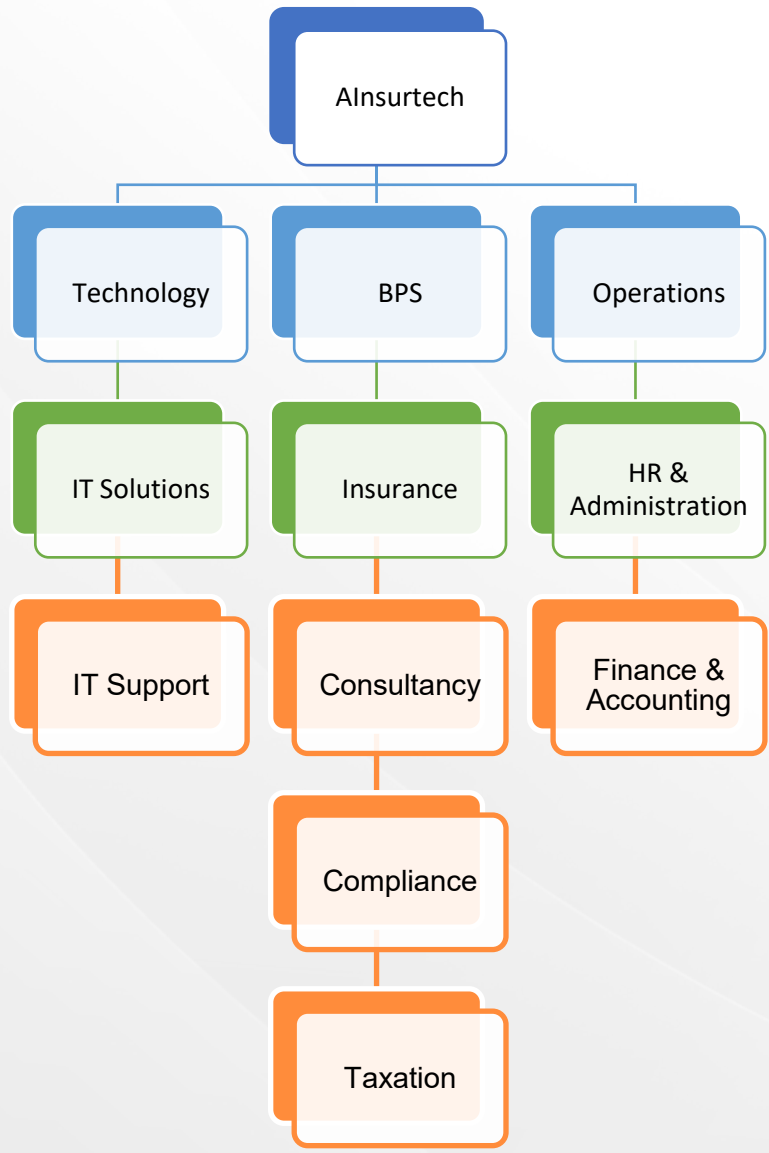 AInsurtech
Technology
BPS
Operations
IT Solutions
Insurance
HR &
Administration
IT Support
Consultancy
Finance &
Accounting
Compliance
Taxation